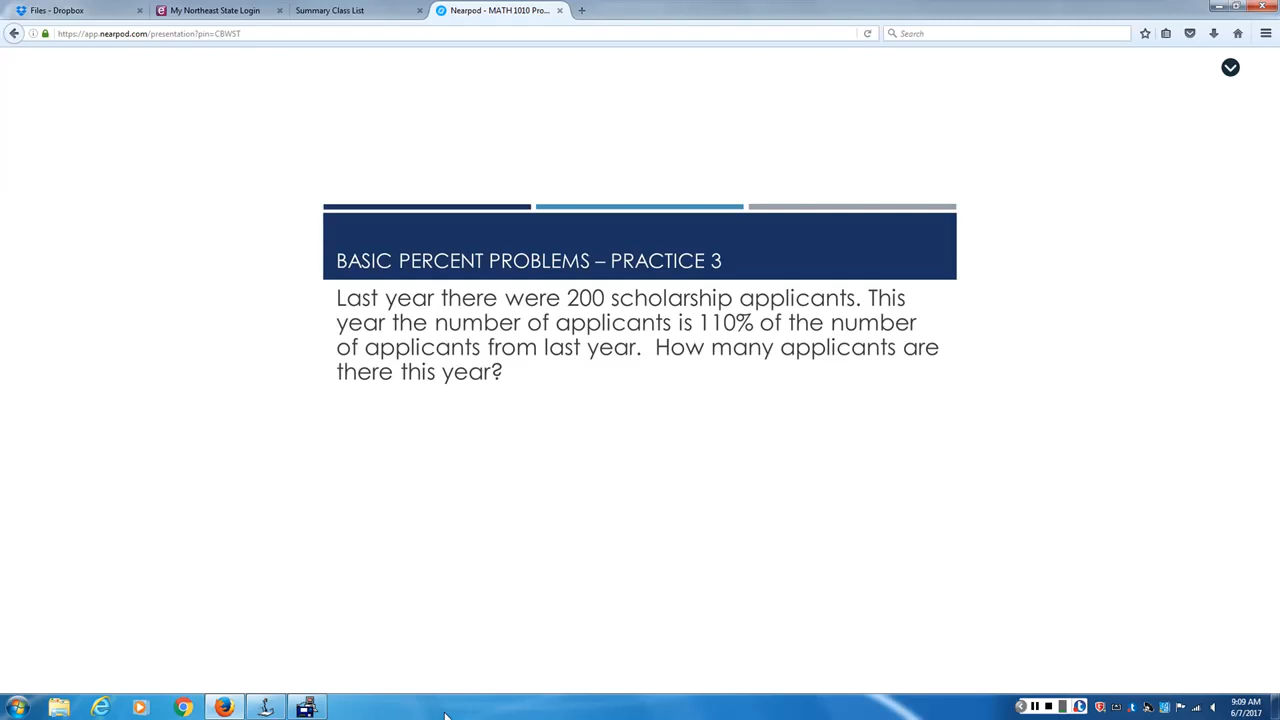 Files - Dropbox
My Northeast State Login
Summary Class List
Nearpod - MATH 1010 Pro...
https://app.nearpod.com/presentation?pin=CBWST
Search
BASIC PERCENT PROBLEMS – PRACTICE 3
Last year there were 200 scholarship applicants. This
year the number of applicants is 110% of the number
of applicants from last year.  How many applicants are
there this year?
9:09 AM
6/7/2017